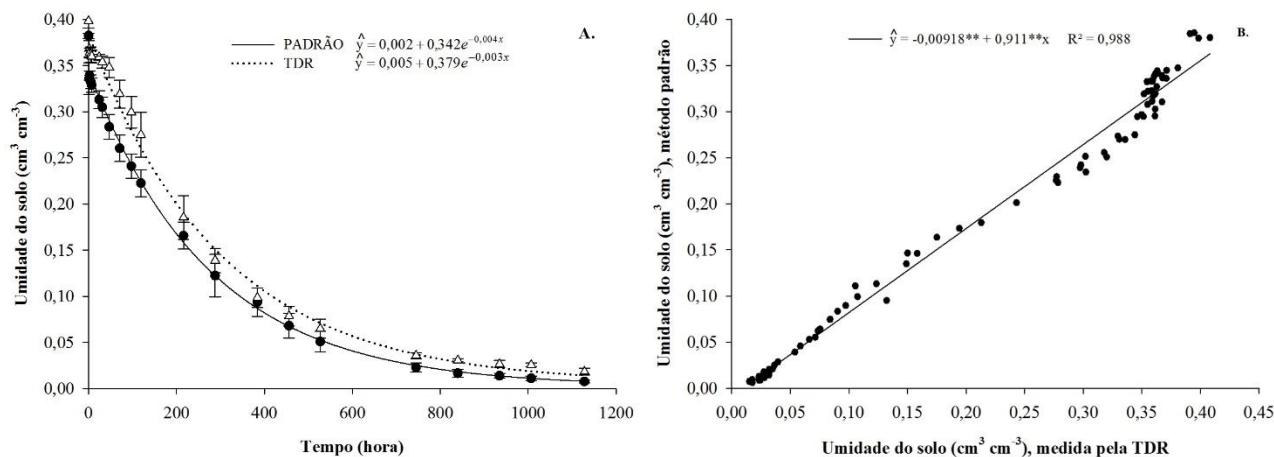 A.
PADRÃO ŷ = 0,002 + 0,342e^{–0,004x}
TDR ŷ = 0,005 + 0,379e^{–0,003x}
Umidade do solo (cm³ cm⁻³)
0,40
0,35
0,30
0,25
0,20
0,15
0,10
0,05
0,00
0 200 400 600 800 1000 1200
Tempo (hora)
B.
ŷ = -0,00918** + 0,911**x R² = 0,988
Umidade do solo (cm³ cm⁻³), método padrão
0,40
0,35
0,30
0,25
0,20
0,15
0,10
0,05
0,00
0,00 0,05 0,10 0,15 0,20 0,25 0,30 0,35 0,40 0,45
Umidade do solo (cm³ cm⁻³), medida pela TDR